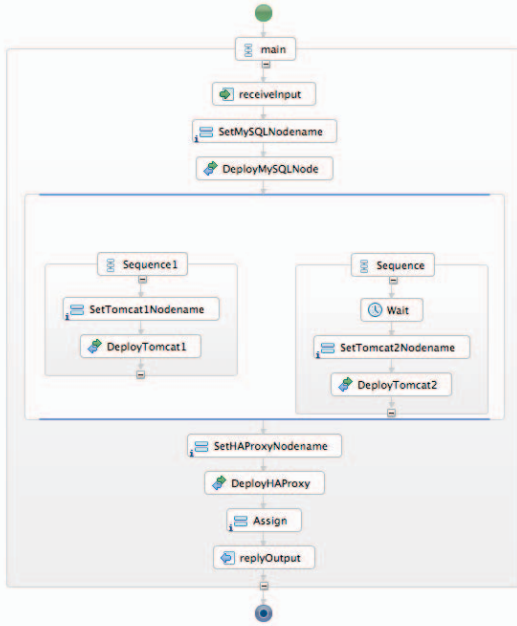 main
receiveInput
SetMySQLNodename
DeployMySQLNode
Sequence1
SetTomcat1Nodename
DeployTomcat1
Sequence
Wait
SetTomcat2Nodename
DeployTomcat2
SetHAProxyNodename
DeployHAProxy
Assign
replyOutput